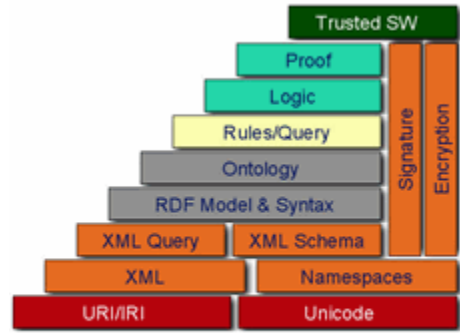 Trusted SW
Proof
Logic
Rules/Query
Ontology
RDF Model & Syntax
XML Query
XML Schema
Signature
Encryption
XML
Namespaces
URI/IRI
Unicode